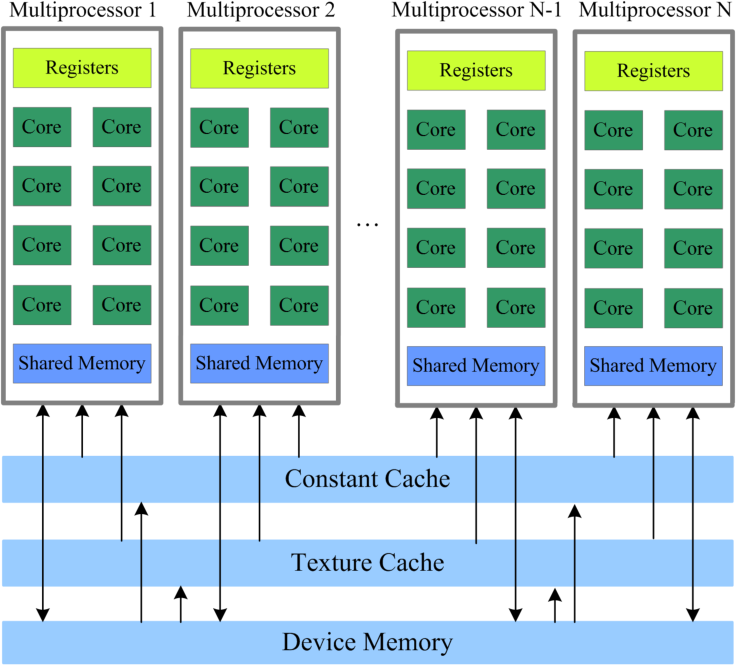 Multiprocessor 1 Multiprocessor 2 Multiprocessor N-1 Multiprocessor N
Registers Registers Registers Registers
Core Core Core Core Core Core Core Core
Core Core Core Core Core Core Core Core
...
Core Core Core Core Core Core Core Core
Core Core Core Core Core Core Core Core
Shared Memory Shared Memory Shared Memory Shared Memory
Constant Cache
Texture Cache
Device Memory